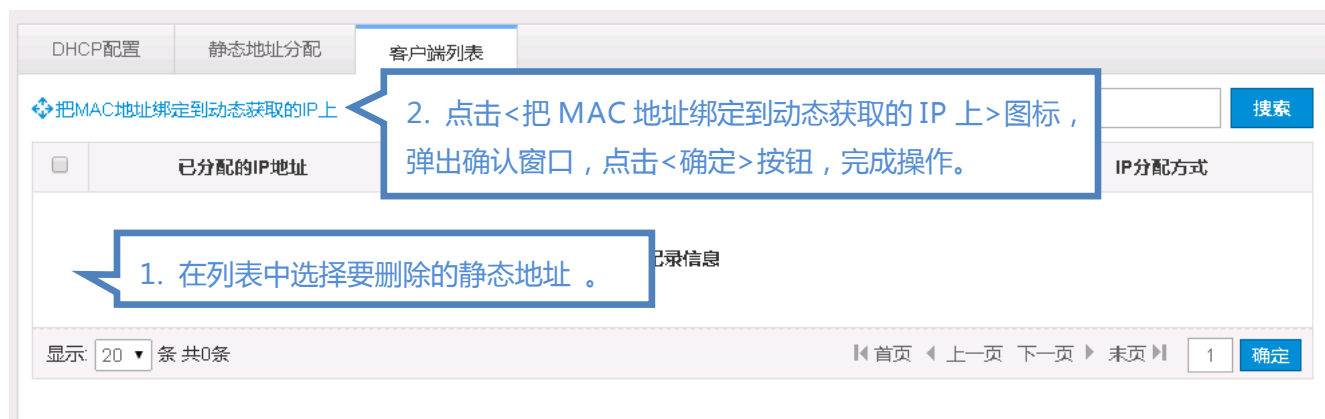 DHCP配置 静态地址分配 客户端列表
把MAC地址绑定到动态获取的IP上 搜索
2. 点击<把 MAC 地址绑定到动态获取的 IP 上>图标，
弹出确认窗口，点击<确定>按钮，完成操作。
已分配的IP地址 IP分配方式
记录信息
1. 在列表中选择要删除的静态地址 。
显示: 20 条 共0条 首页 上一页 下一页 末页 1 确定